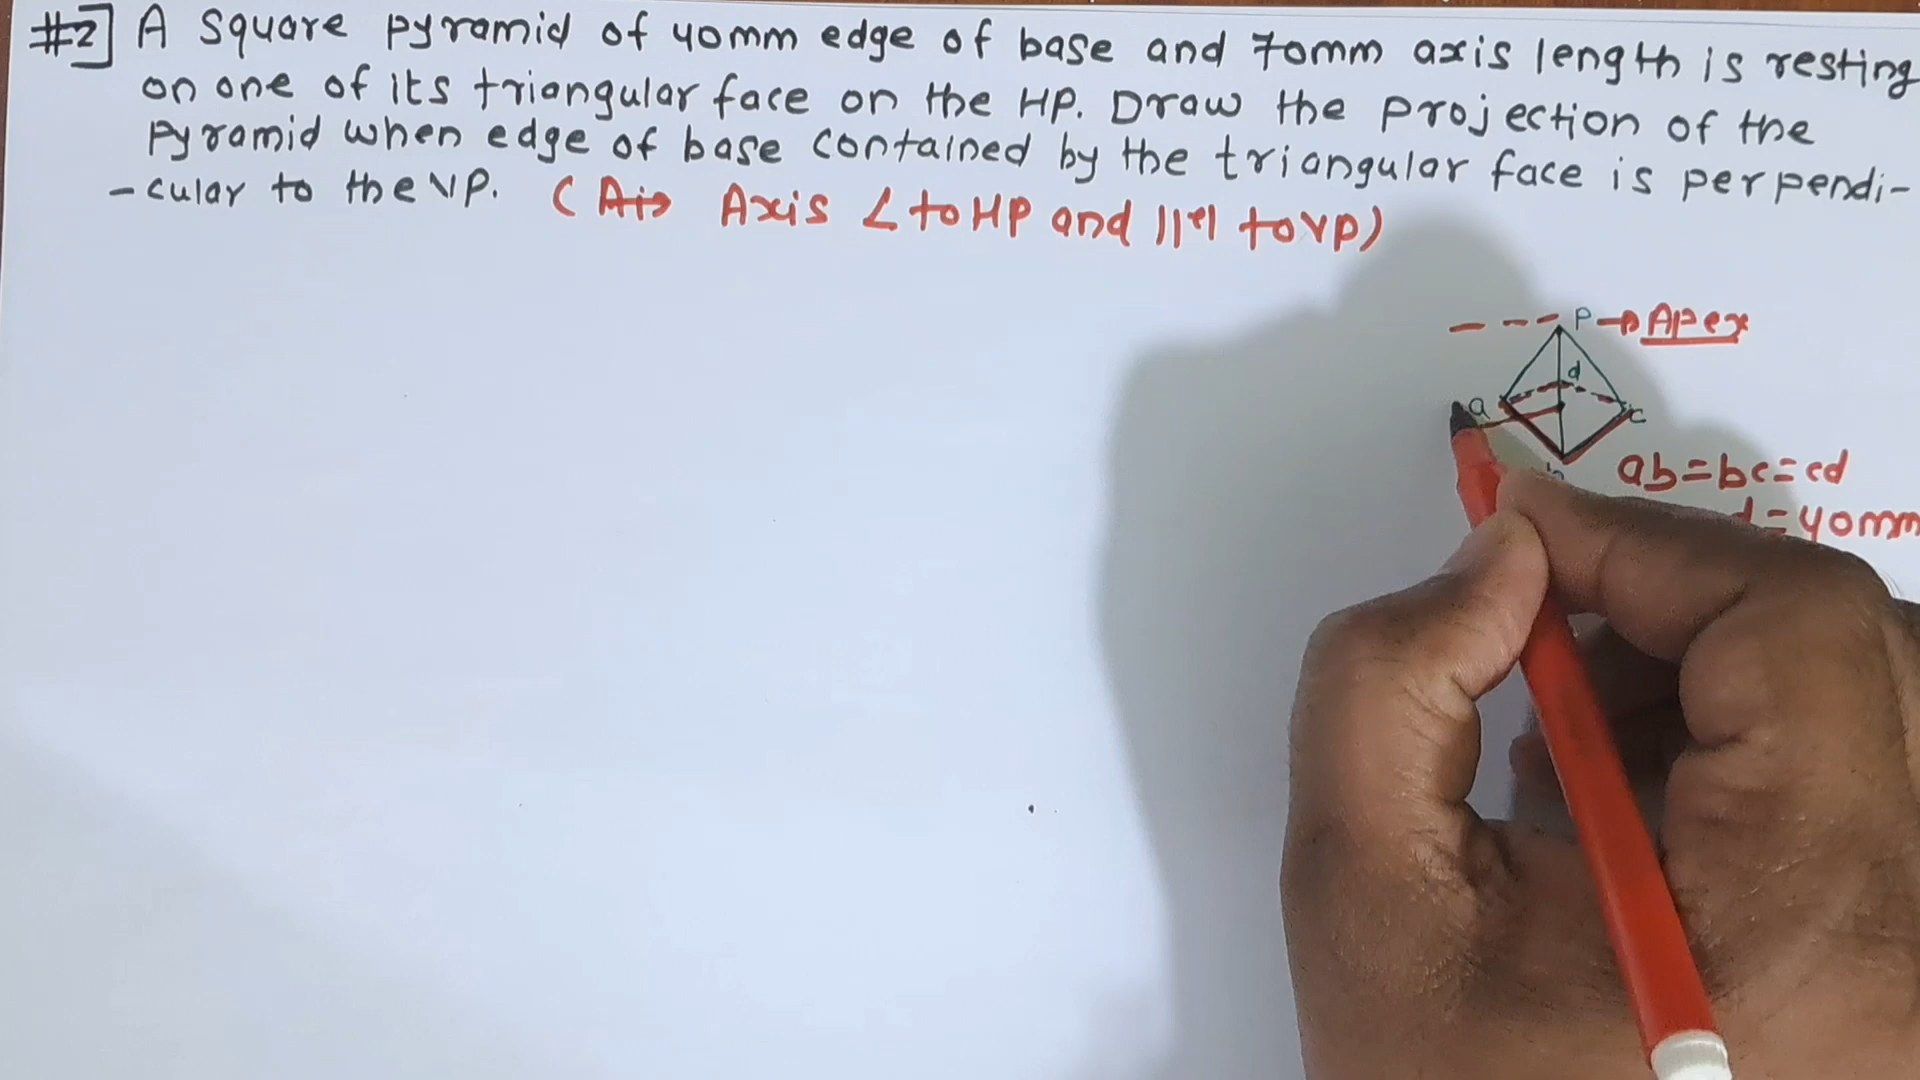 #2] A square pyramid of 40mm edge of base and 70mm axis length is resting
on one of its triangular face on the HP. Draw the projection of the
pyramid when edge of base contained by the triangular face is perpendi-
-cular to the VP. (Axis ∠ to HP and ||el to VP)
P → Apex
d
a
c
b
ab=bc=cd
d=40mm